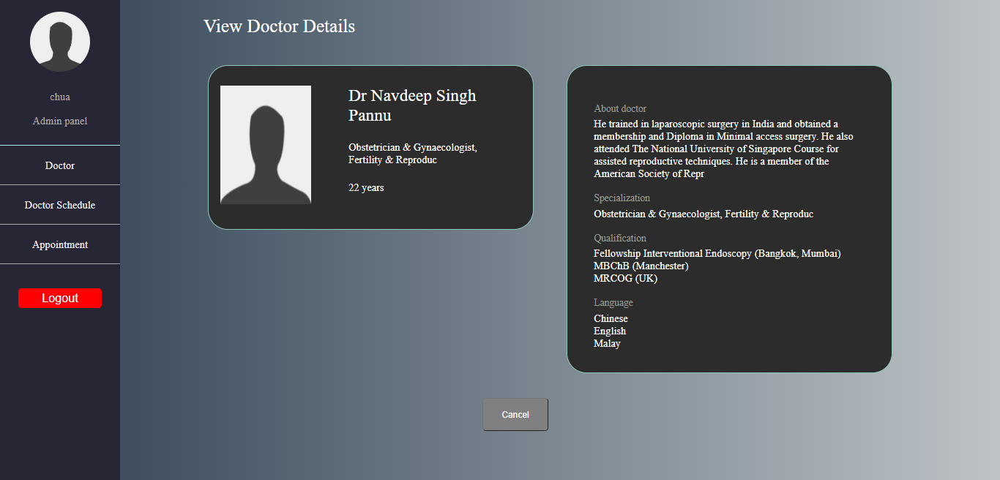 chua
Admin panel
Doctor
Doctor Schedule
Appointment
Logout
View Doctor Details
Dr Navdeep Singh
Pannu
Obstetrician & Gynaecologist,
Fertility & Reproduc
22 years
About doctor
He trained in laparoscopic surgery in India and obtained a
membership and Diploma in Minimal access surgery. He also
attended The National University of Singapore Course for
assisted reproductive techniques. He is a member of the
American Society of Repr
Specialization
Obstetrician & Gynaecologist, Fertility & Reproduc
Qualification
Fellowship Interventional Endoscopy (Bangkok, Mumbai)
MBChB (Manchester)
MRCOG (UK)
Language
Chinese
English
Malay
Cancel